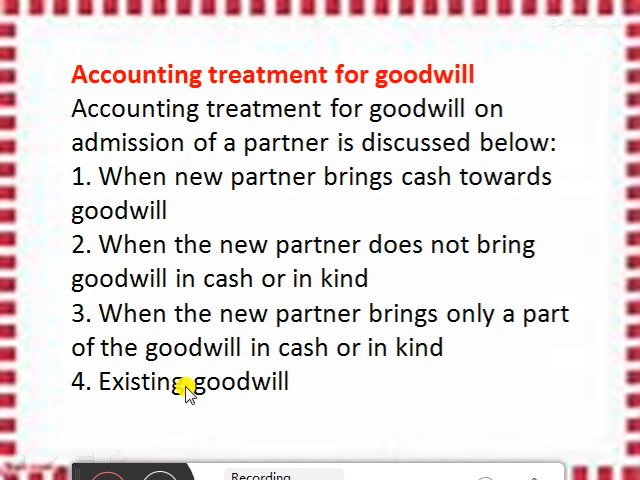 Accounting treatment for goodwill
Accounting treatment for goodwill on
admission of a partner is discussed below:
1. When new partner brings cash towards
goodwill
2. When the new partner does not bring
goodwill in cash or in kind
3. When the new partner brings only a part
of the goodwill in cash or in kind
4. Existing goodwill
Recording